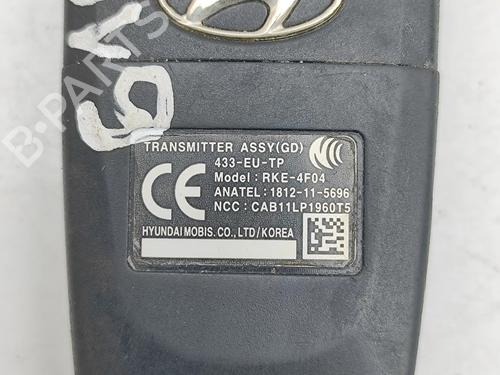 TRANSMITTER ASSY(GD)
433-EU-TP
Model : RKE-4F04
ANATEL : 1812-11-5696
NCC : CAB11LP1960T5
HYUNDAI MOBIS.CO., LTD/KOREA
B-PARTS